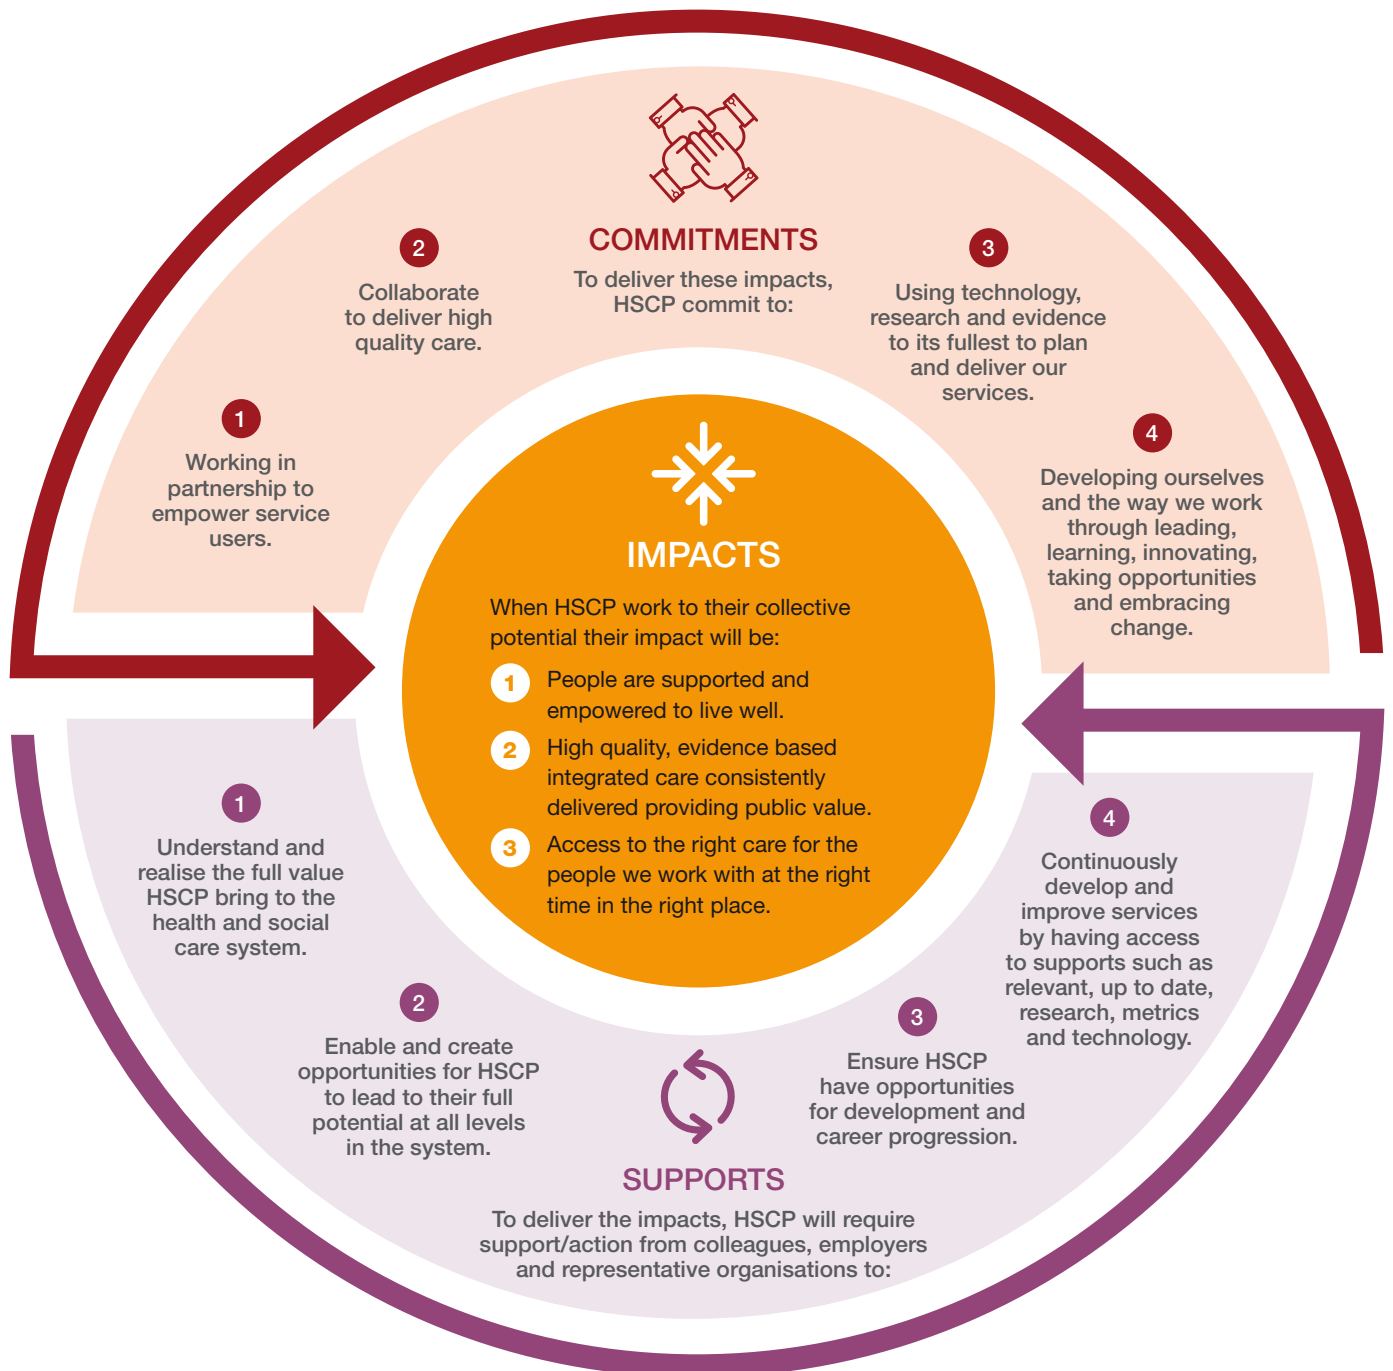 COMMITMENTS
To deliver these impacts,
HSCP commit to:
1
Working in
partnership to
empower service
users.
2
Collaborate
to deliver high
quality care.
3
Using technology,
research and evidence
to its fullest to plan
and deliver our
services.
4
Developing ourselves
and the way we work
through leading,
learning, innovating,
taking opportunities
and embracing
change.
IMPACTS
When HSCP work to their collective
potential their impact will be:
1 People are supported and
empowered to live well.
2 High quality, evidence based
integrated care consistently
delivered providing public value.
3 Access to the right care for the
people we work with at the right
time in the right place.
SUPPORTS
To deliver the impacts, HSCP will require
support/action from colleagues, employers
and representative organisations to:
1
Understand and
realise the full value
HSCP bring to the
health and social
care system.
2
Enable and create
opportunities for HSCP
to lead to their full
potential at all levels
in the system.
3
Ensure HSCP
have opportunities
for development and
career progression.
4
Continuously
develop and
improve services
by having access
to supports such as
relevant, up to date,
research, metrics
and technology.